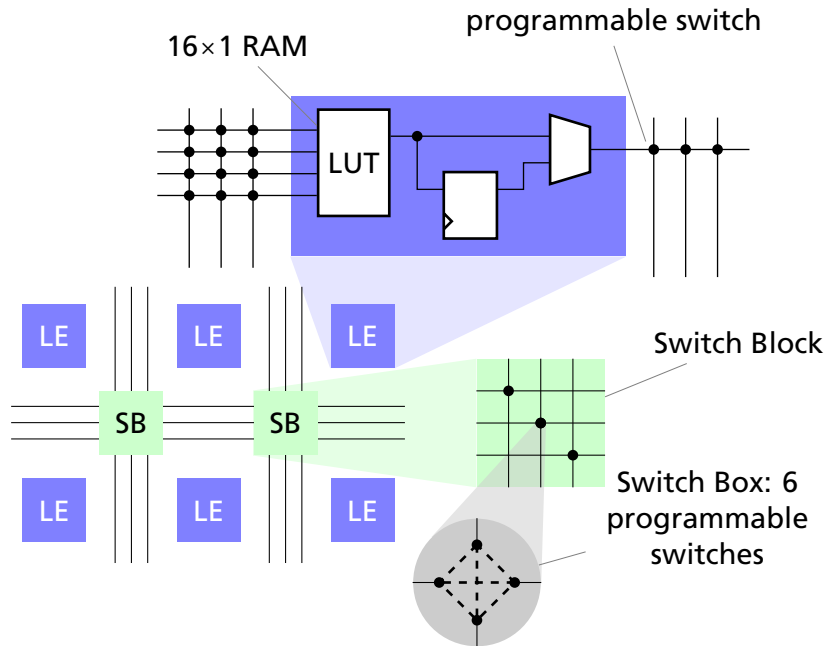 programmable switch
16×1 RAM
LUT
LE
LE
LE
Switch Block
SB
SB
LE
LE
LE
Switch Box: 6
programmable
switches